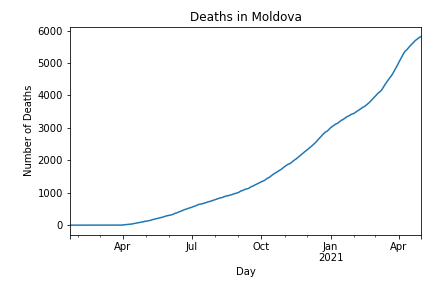 Deaths in Moldova
Number of Deaths
6000
5000
4000
3000
2000
1000
0
Apr
Jul
Oct
Jan
2021
Apr
Day